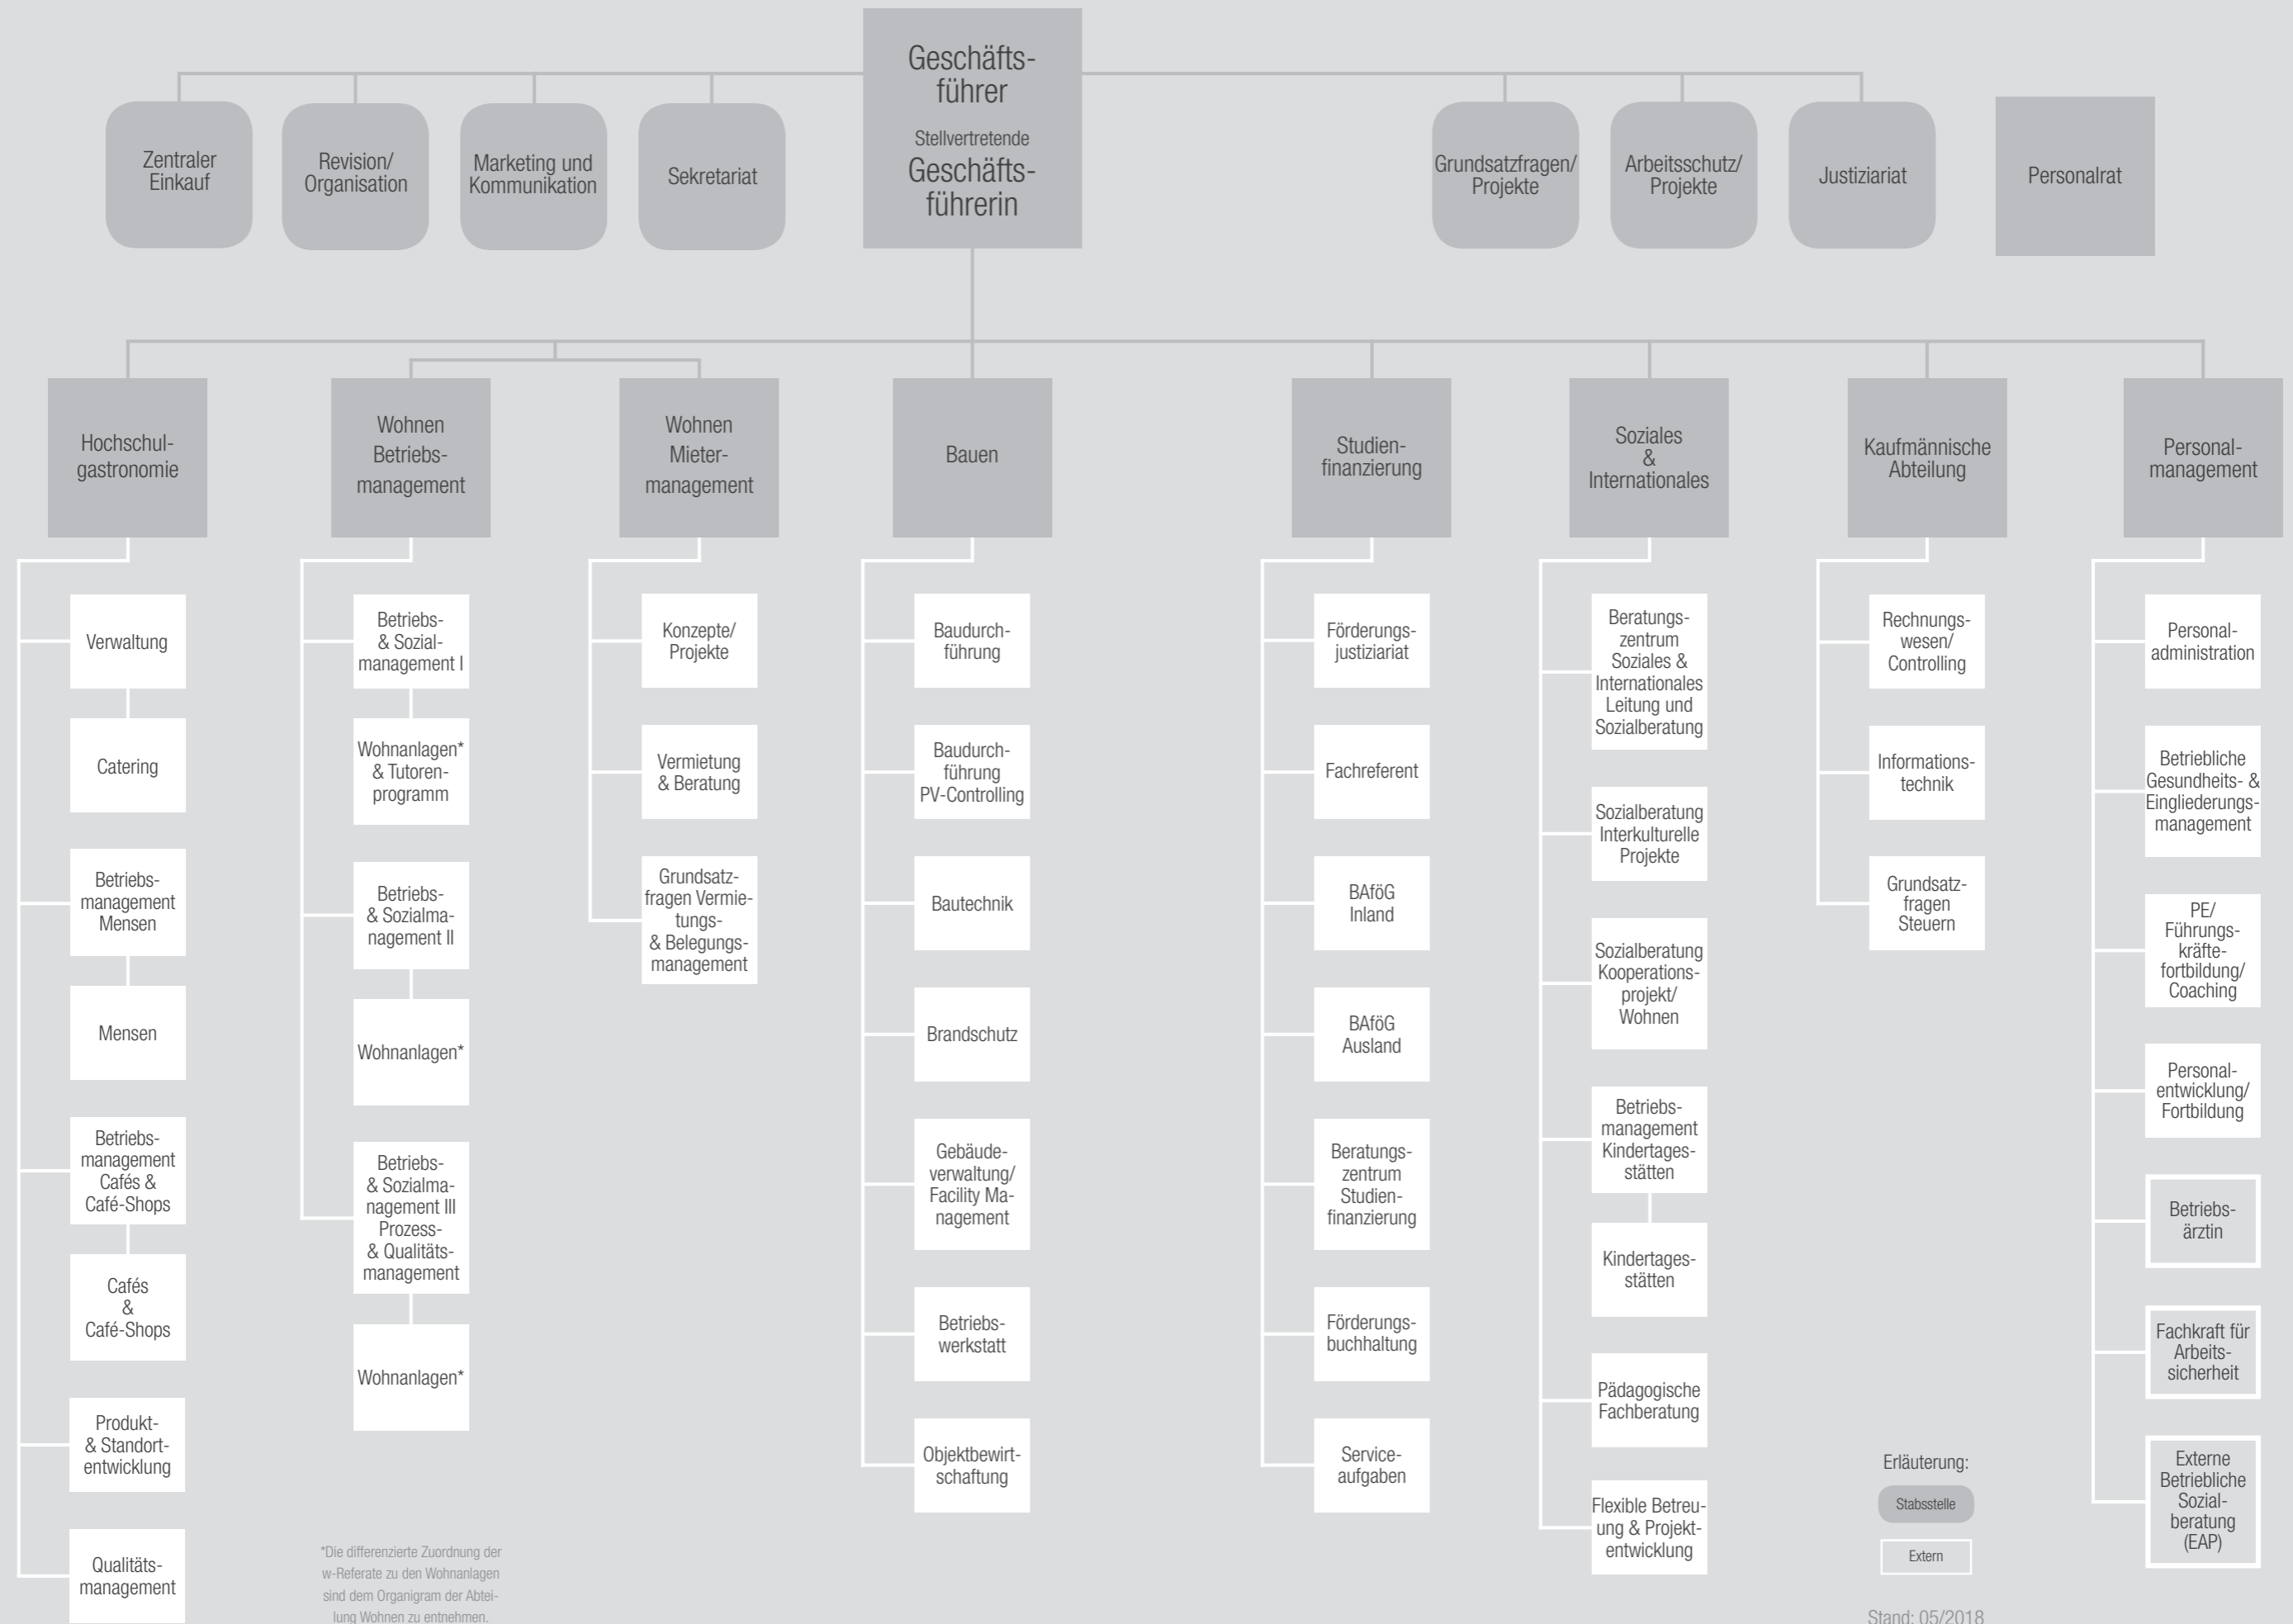 Geschäfts-
führer
Stellvertretende
Geschäfts-
führerin
Zentraler
Einkauf
Revision/
Organisation
Marketing und
Kommunikation
Sekretariat
Grundsatzfragen/
Projekte
Arbeitsschutz/
Projekte
Justiziariat
Personalrat
Hochschul-
gastronomie
Verwaltung
Catering
Betriebs-
management
Mensen
Mensen
Betriebs-
management
Cafés &
Café-Shops
Cafés
&
Café-Shops
Produkt-
& Standort-
entwicklung
Qualitäts-
management
Wohnen
Betriebs-
management
Betriebs-
& Sozial-
management I
Wohnanlagen*
& Tutoren-
programm
Betriebs-
& Sozialma-
nagement II
Wohnanlagen*
Betriebs-
& Sozialma-
nagement III
Prozess-
& Qualitäts-
management
Wohnanlagen*
*Die differenzierte Zuordnung der
w-Referate zu den Wohnanlagen
sind dem Organigram der Abtei-
lung Wohnen zu entnehmen.
Wohnen
Mieter-
management
Konzepte/
Projekte
Vermietung
& Beratung
Grundsatz-
fragen Vermie-
tungs-
& Belegungs-
management
Bauen
Baudurch-
führung
Baudurch-
führung
PV-Controlling
Bautechnik
Brandschutz
Gebäude-
verwaltung/
Facility Ma-
nagement
Betriebs-
werkstatt
Objektbewirt-
schaftung
Studien-
finanzierung
Förderungs-
justiziariat
Fachreferent
BAföG
Inland
BAföG
Ausland
Beratungs-
zentrum
Studien-
finanzierung
Förderungs-
buchhaltung
Service-
aufgaben
Soziales
&
Internationales
Beratungs-
zentrum
Soziales &
Internationales
Leitung und
Sozialberatung
Sozialberatung
Interkulturelle
Projekte
Sozialberatung
Kooperations-
projekt/
Wohnen
Betriebs-
management
Kindertages-
stätten
Kindertages-
stätten
Pädagogische
Fachberatung
Flexible Betreu-
ung & Projekt-
entwicklung
Kaufmännische
Abteilung
Rechnungs-
wesen/
Controlling
Informations-
technik
Grundsatz-
fragen
Steuern
Personal-
management
Personal-
administration
Betriebliche
Gesundheits- &
Eingliederungs-
management
PE/
Führungs-
kräfte-
fortbildung/
Coaching
Personal-
entwicklung/
Fortbildung
Betriebs-
ärztin
Fachkraft für
Arbeits-
sicherheit
Externe
Betriebliche
Sozial-
beratung
(EAP)
Erläuterung:
Stabsstelle
Extern
Stand: 05/2018